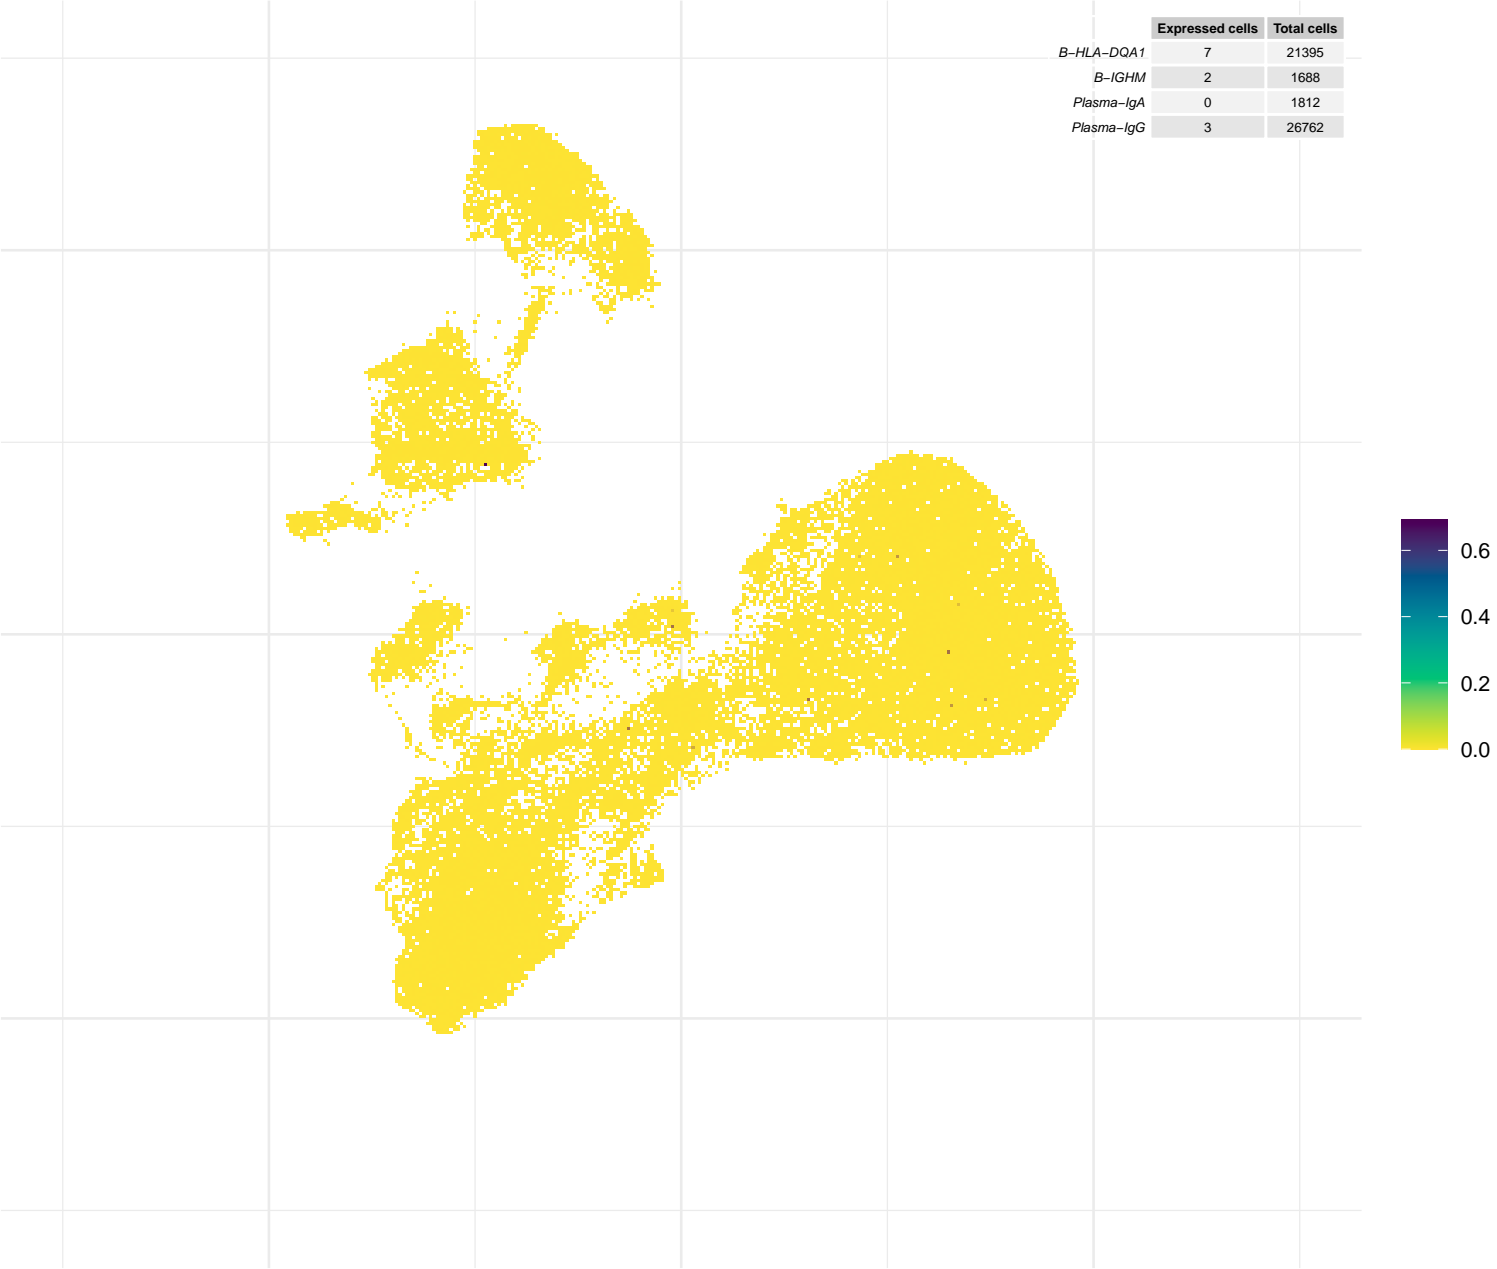 Expressed cells Total cells
B−HLA−DQA1 7 21395
B−IGHM 2 1688
Plasma−IgA 0 1812
Plasma−IgG 3 26762
0.6
0.4
0.2
0.0